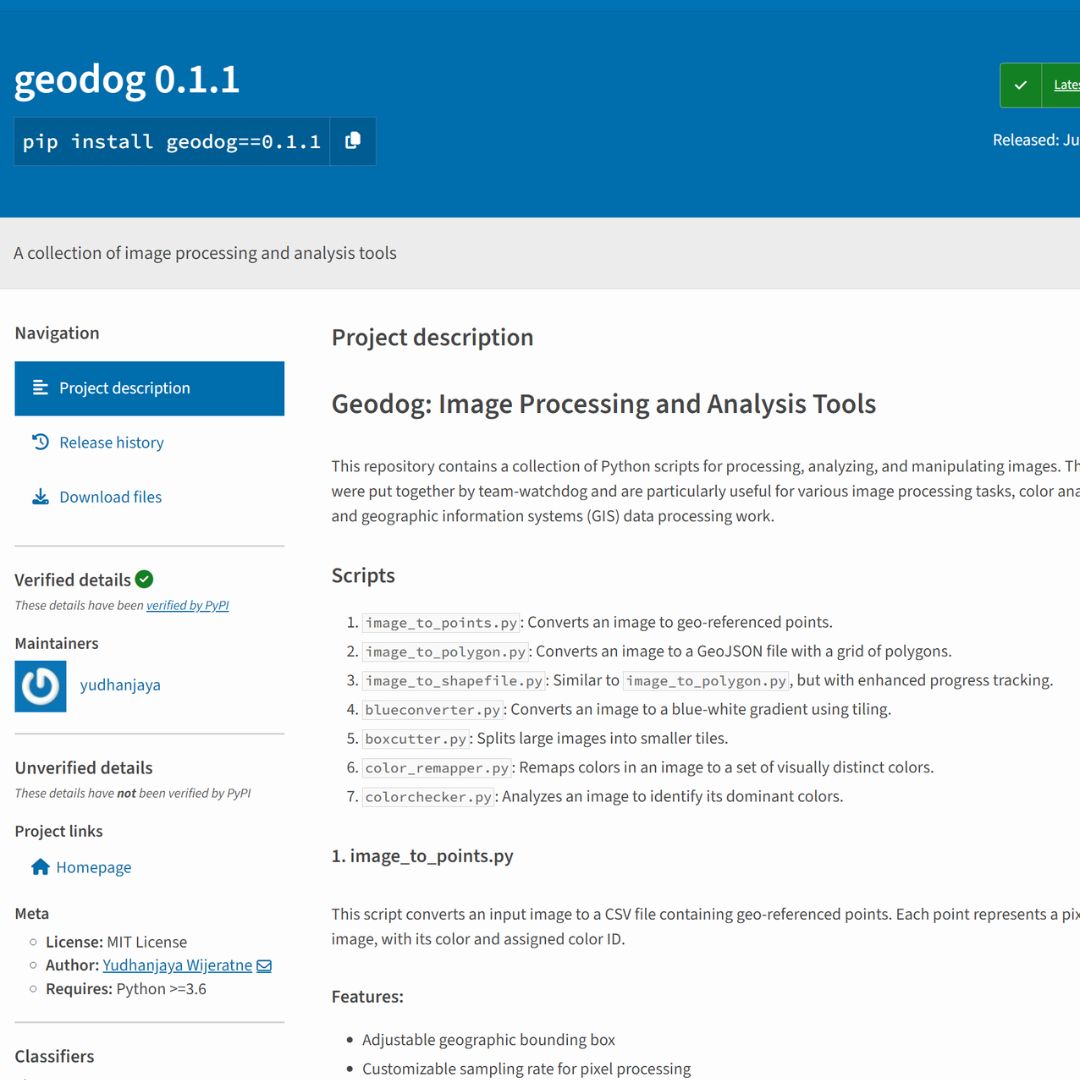 geodog 0.1.1
pip install geodog==0.1.1
Released: Ju
A collection of image processing and analysis tools
Navigation
Project description
Release history
Download files
Verified details
These details have been verified by PyPI
Maintainers
yudhanjaya
Unverified details
These details have not been verified by PyPI
Project links
Homepage
Meta
License: MIT License
Author: Yudhanjaya Wijeratne
Requires: Python >=3.6
Classifiers
Project description
Geodog: Image Processing and Analysis Tools
This repository contains a collection of Python scripts for processing, analyzing, and manipulating images. Th
were put together by team-watchdog and are particularly useful for various image processing tasks, color ana
and geographic information systems (GIS) data processing work.
Scripts
1. image_to_points.py: Converts an image to geo-referenced points.
2. image_to_polygon.py: Converts an image to a GeoJSON file with a grid of polygons.
3. image_to_shapefile.py: Similar to image_to_polygon.py, but with enhanced progress tracking.
4. blueconverter.py: Converts an image to a blue-white gradient using tiling.
5. boxcutter.py: Splits large images into smaller tiles.
6. color_remapper.py: Remaps colors in an image to a set of visually distinct colors.
7. colorchecker.py: Analyzes an image to identify its dominant colors.
1. image_to_points.py
This script converts an input image to a CSV file containing geo-referenced points. Each point represents a pix
image, with its color and assigned color ID.
Features:
Adjustable geographic bounding box
Customizable sampling rate for pixel processing